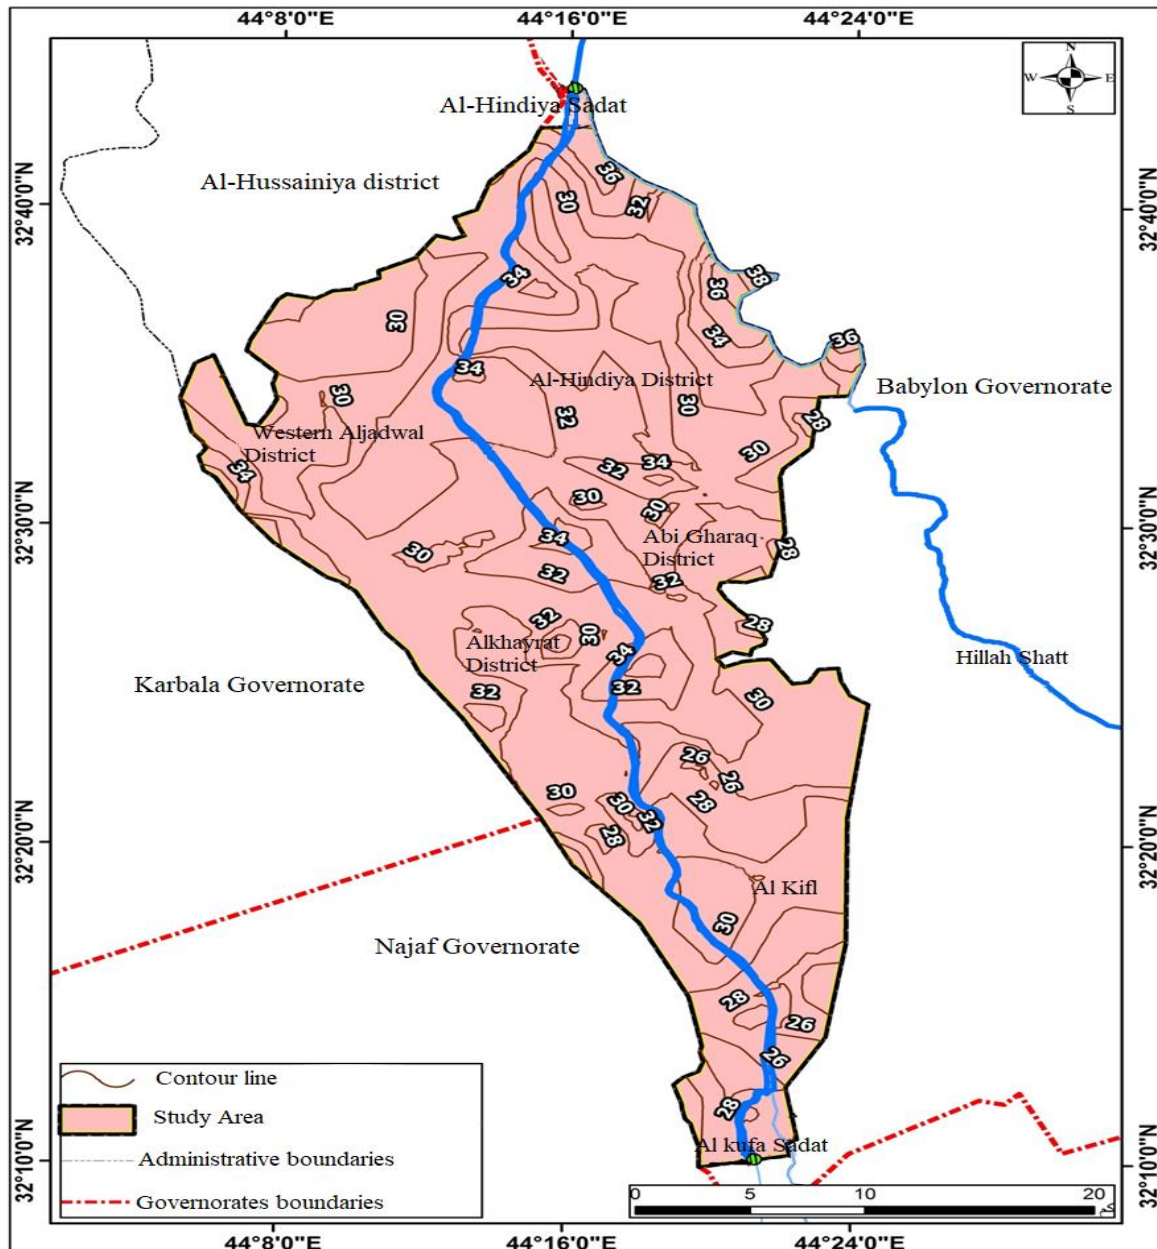 44°8'0"E 44°16'0"E 44°24'0"E
N
W E
S
Al-Hindiya Sadat
36
Al-Hussainiya district
30
32
32°40'0"N
32°40'0"N
34
38
36
30
34
36
34
Al-Hindiya District
Babylon Governorate
30
32
30
28
Western Aljadwal
District
30
34
32
34
30
30
32°30'0"N
32°30'0"N
34
Abi Gharaq
District
28
30
32
32
32
28
30
Alkhayrat
District
34
Hillah Shatt
Karbala Governorate
32
32
30
26
26
30
30
28
32
28
32°20'0"N
32°20'0"N
Al Kifl
30
Najaf Governorate
28
26
26
Contour line
Study Area
28
Al kufa Sadat
Administrative boundaries
32°10'0"N
32°10'0"N
Governorates boundaries
0 5 10 20
44°8'0"E 44°16'0"E 44°24'0"E